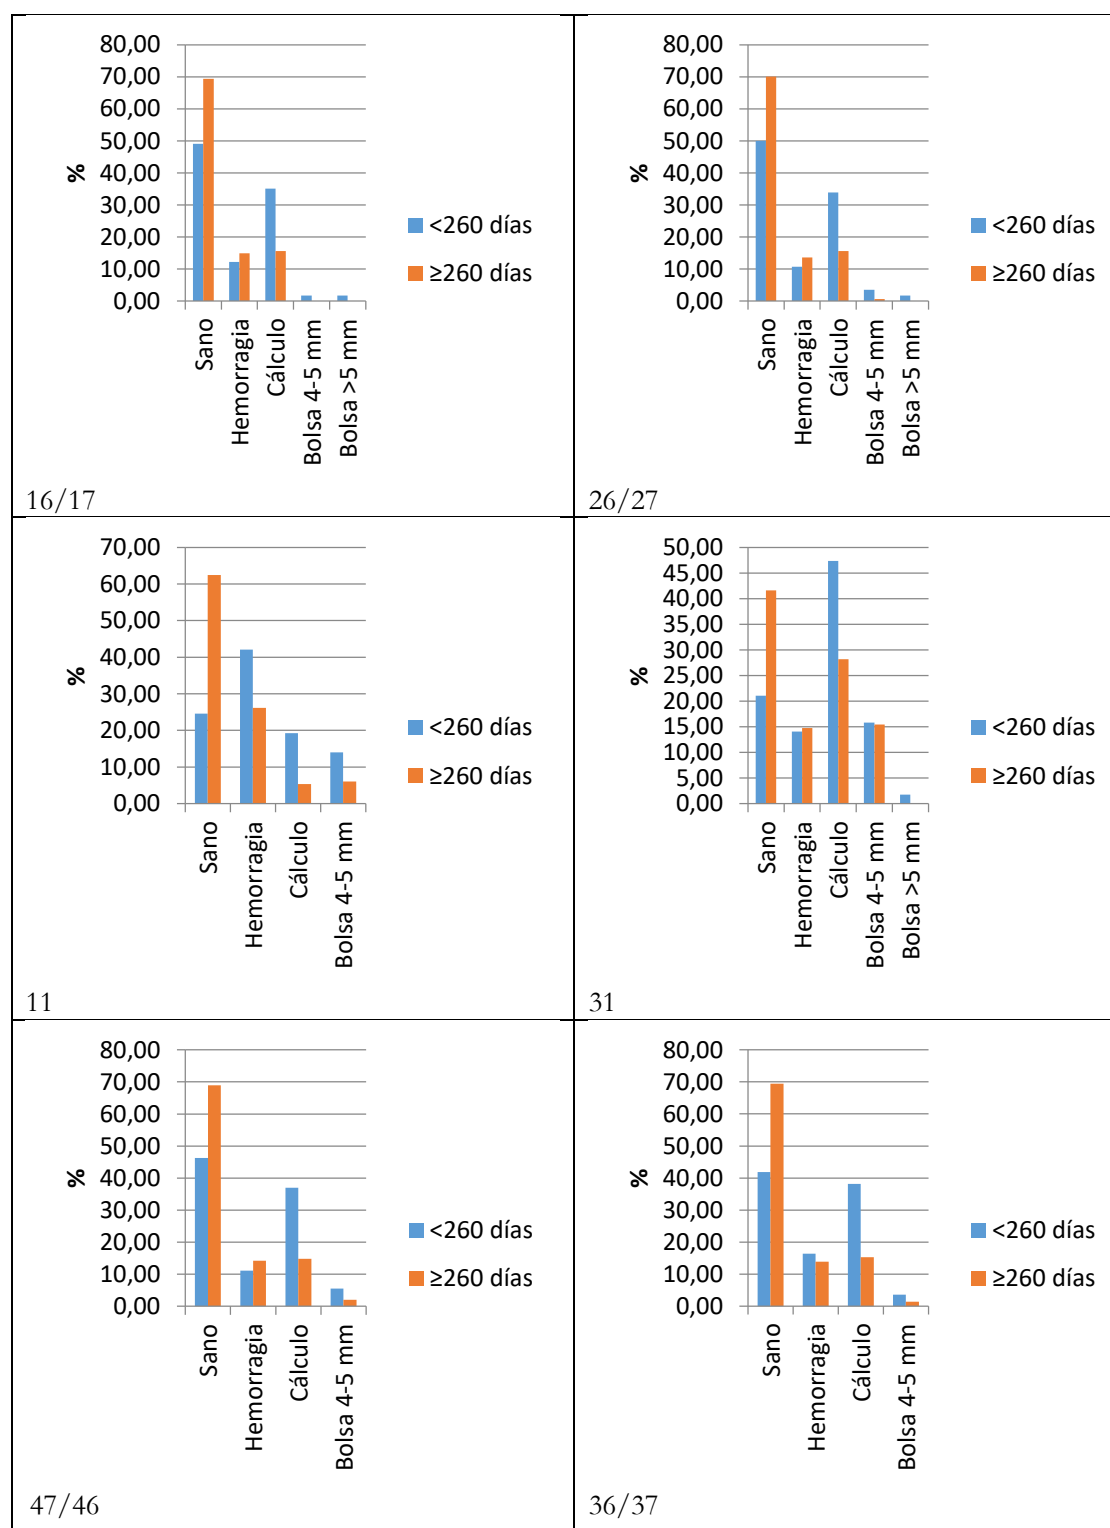 80,00
70,00
60,00
50,00
40,00
30,00
20,00
10,00
0,00
%
Sano
Hemorragia
Cálculo
Bolsa 4-5 mm
Bolsa >5 mm
<260 días
≥260 días
16/17
80,00
70,00
60,00
50,00
40,00
30,00
20,00
10,00
0,00
%
Sano
Hemorragia
Cálculo
Bolsa 4-5 mm
Bolsa >5 mm
<260 días
≥260 días
26/27
70,00
60,00
50,00
40,00
30,00
20,00
10,00
0,00
%
Sano
Hemorragia
Cálculo
Bolsa 4-5 mm
<260 días
≥260 días
11
50,00
45,00
40,00
35,00
30,00
25,00
20,00
15,00
10,00
5,00
0,00
%
Sano
Hemorragia
Cálculo
Bolsa 4-5 mm
Bolsa >5 mm
<260 días
≥260 días
31
80,00
70,00
60,00
50,00
40,00
30,00
20,00
10,00
0,00
%
Sano
Hemorragia
Cálculo
Bolsa 4-5 mm
<260 días
≥260 días
47/46
80,00
70,00
60,00
50,00
40,00
30,00
20,00
10,00
0,00
%
Sano
Hemorragia
Cálculo
Bolsa 4-5 mm
<260 días
≥260 días
36/37